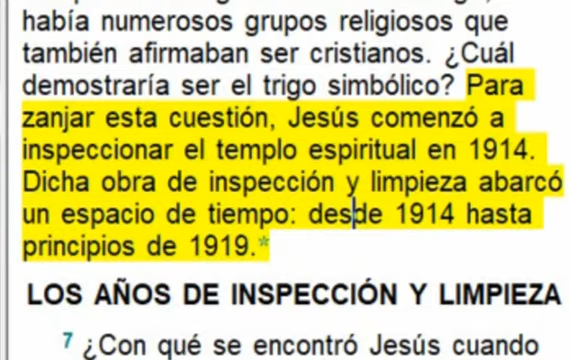 había numerosos grupos religiosos que
también afirmaban ser cristianos. ¿Cuál
demostraría ser el trigo simbólico? Para
zanjar esta cuestión, Jesús comenzó a
inspeccionar el templo espiritual en 1914.
Dicha obra de inspección y limpieza abarcó
un espacio de tiempo: desde 1914 hasta
principios de 1919.*
LOS AÑOS DE INSPECCIÓN Y LIMPIEZA
7 ¿Con qué se encontró Jesús cuando